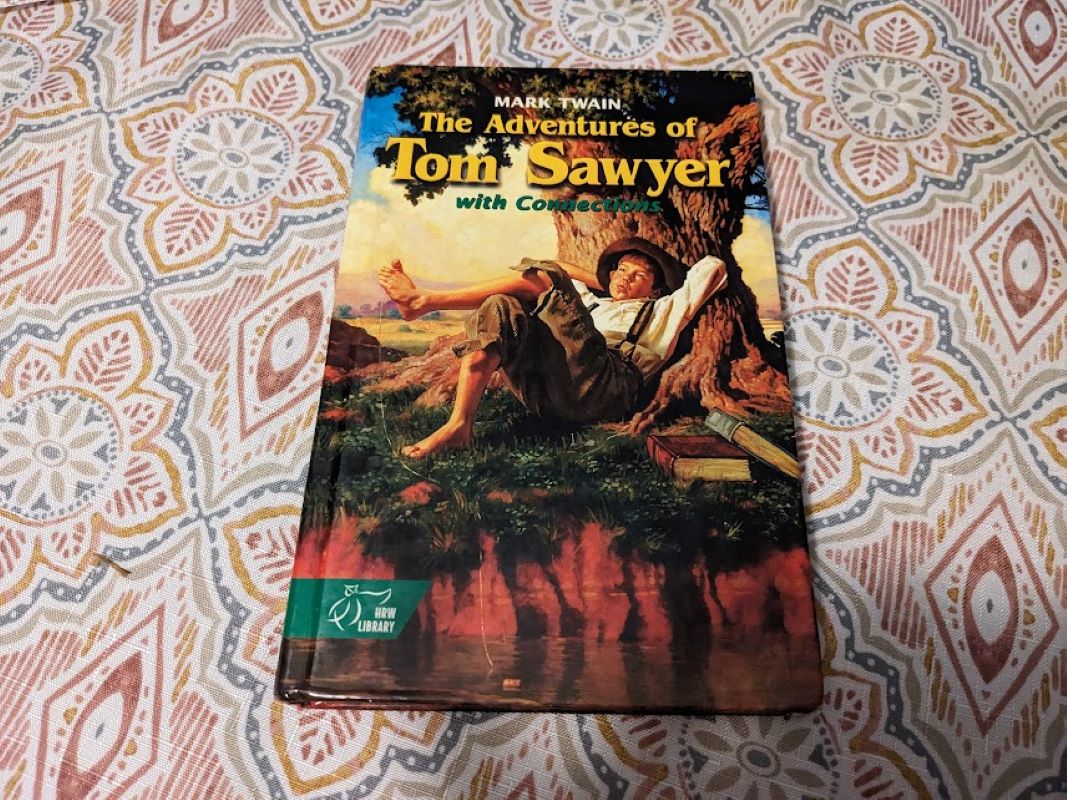 MARK TWAIN
The Adventures of
Tom Sawyer
with Connections
HRW
LIBRARY